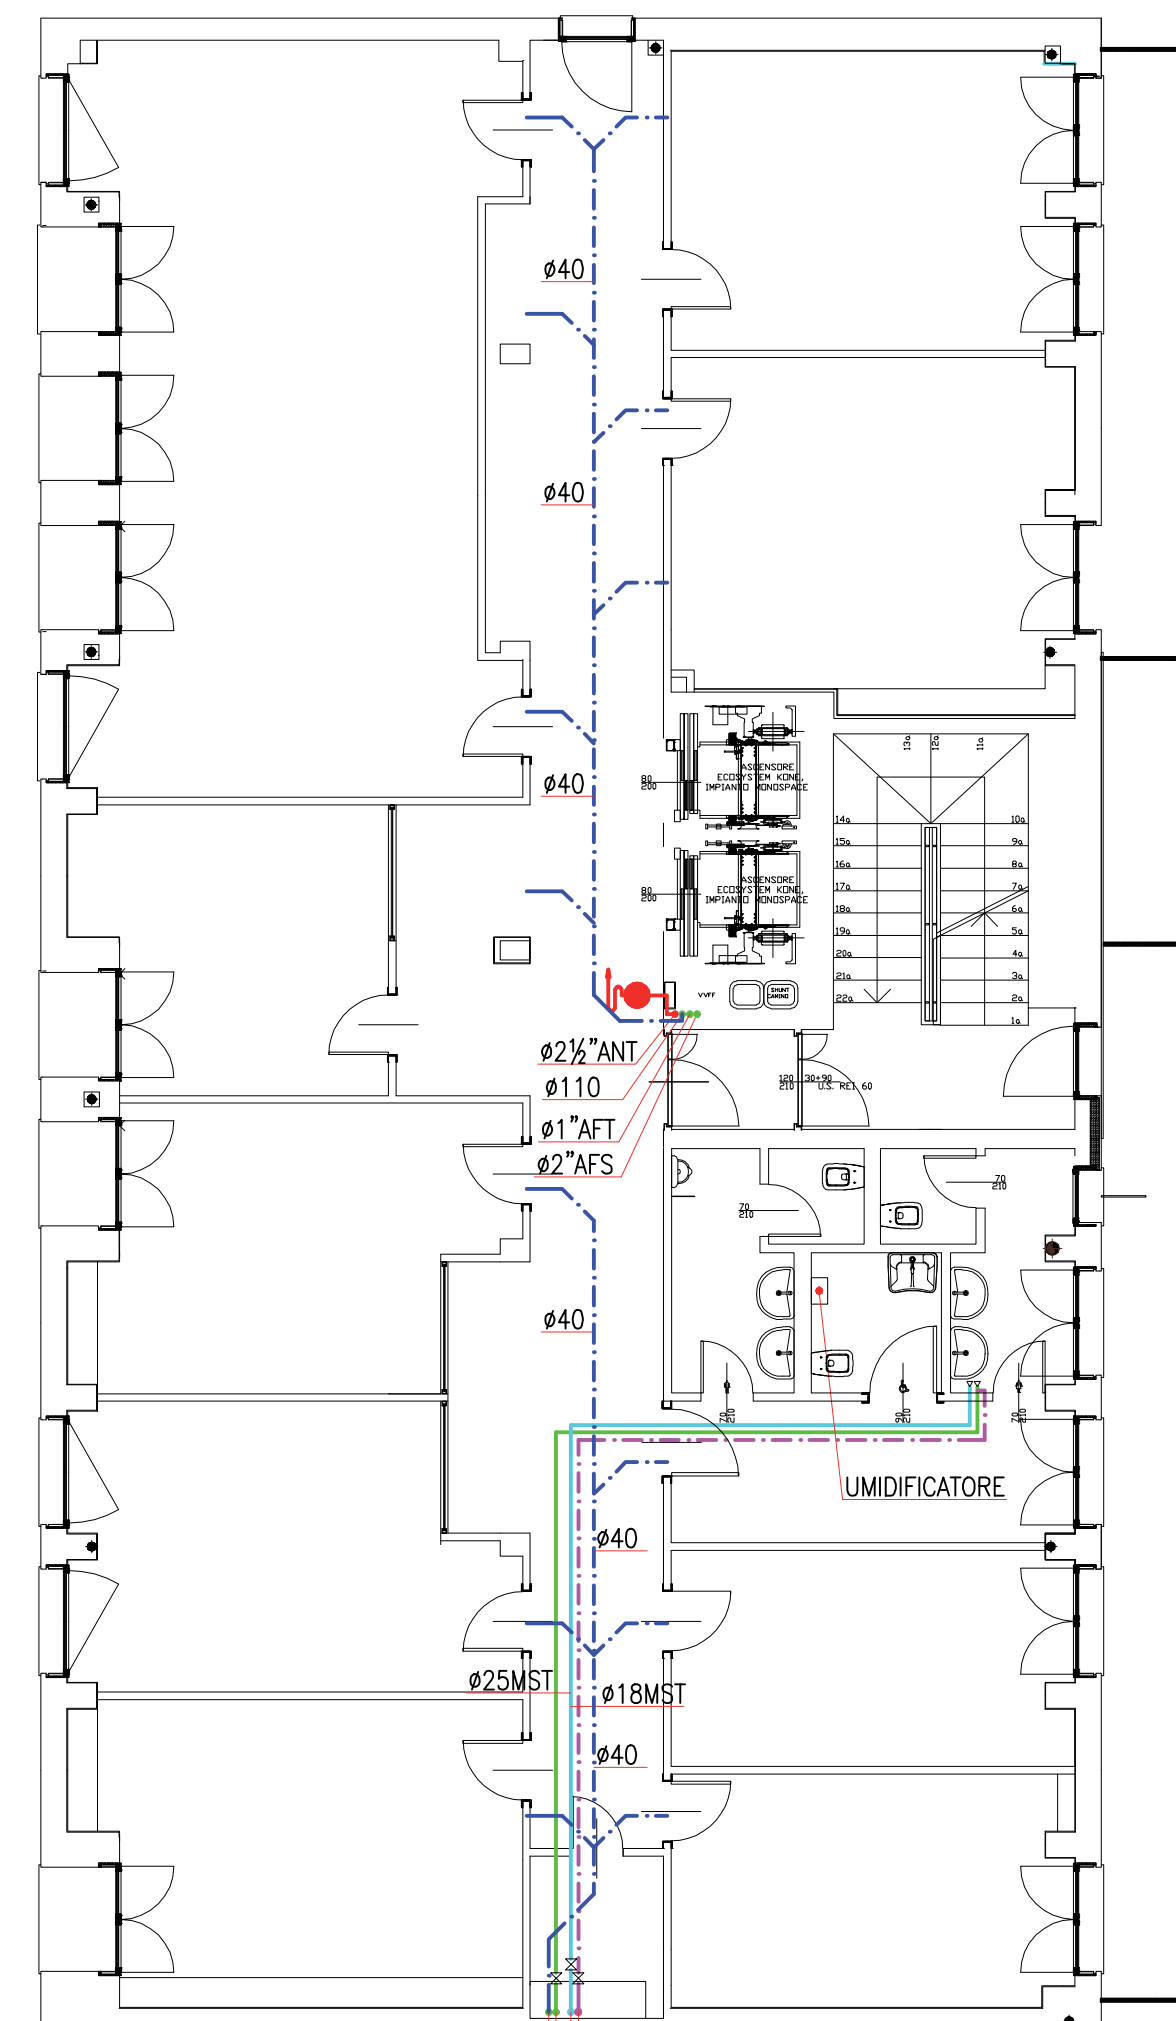 ø40
ø40
13a
12a
11a
ASCENSORE
ECOSYSTEM KONE,
IMPIANTO MONOSPACE
80
200
ø40
14a
10a
15a
9a
16a
8a
17a
7a
18a
6a
19a
5a
20a
4a
21a
3a
22a
2a
1a
ASCENSORE
ECOSYSTEM KONE,
IMPIANTO MONOSPACE
80
200
VVFF
SHUNT
CAMINO
ø2½"ANT
ø110
ø1"AFT
ø2"AFS
120
210
30+90
U.S. REI 60
70
210
70
210
ø40
70
210
90
210
70
210
UMIDIFICATORE
ø40
ø25MST
ø18MST
ø40